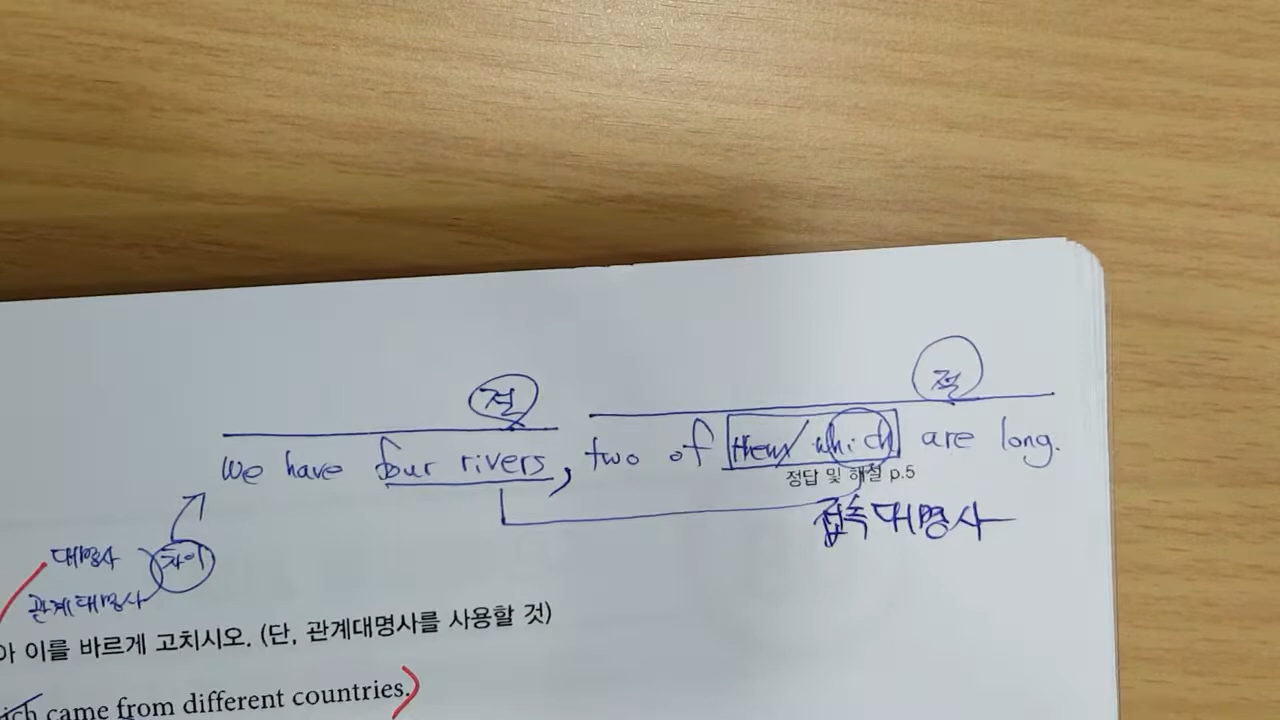 절 절
we have four rivers, two of them/which are long.
정답 및 해설 p.5
접속대명사
대명사 차이
관계대명사
아 이를 바르게 고치시오. (단, 관계대명사를 사용할 것)
ich came from different countries.